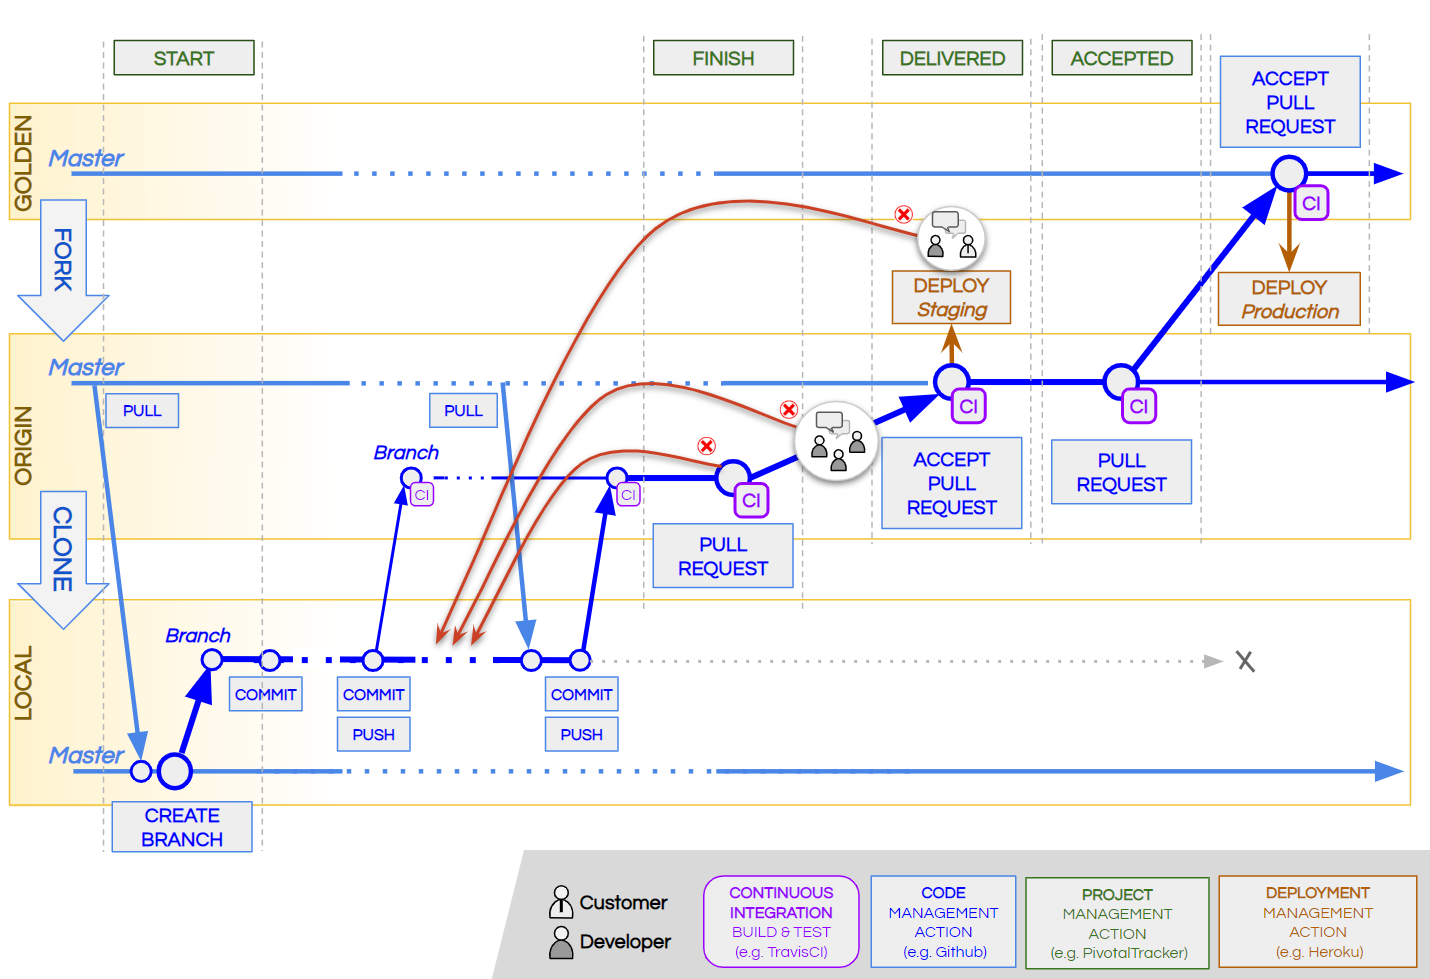 START
FINISH
DELIVERED
ACCEPTED
ACCEPT
PULL
REQUEST
GOLDEN
Master
CI
FORK
DEPLOY
Staging
DEPLOY
Production
ORIGIN
Master
PULL
PULL
CI
CI
Branch
CI
CI
CI
ACCEPT
PULL
REQUEST
PULL
REQUEST
PULL
REQUEST
CLONE
LOCAL
Branch
COMMIT
COMMIT
PUSH
COMMIT
PUSH
X
Master
CREATE
BRANCH
Customer
Developer
CONTINUOUS
INTEGRATION
BUILD & TEST
(e.g. TravisCI)
CODE
MANAGEMENT
ACTION
(e.g. Github)
PROJECT
MANAGEMENT
ACTION
(e.g. PivotalTracker)
DEPLOYMENT
MANAGEMENT
ACTION
(e.g. Heroku)